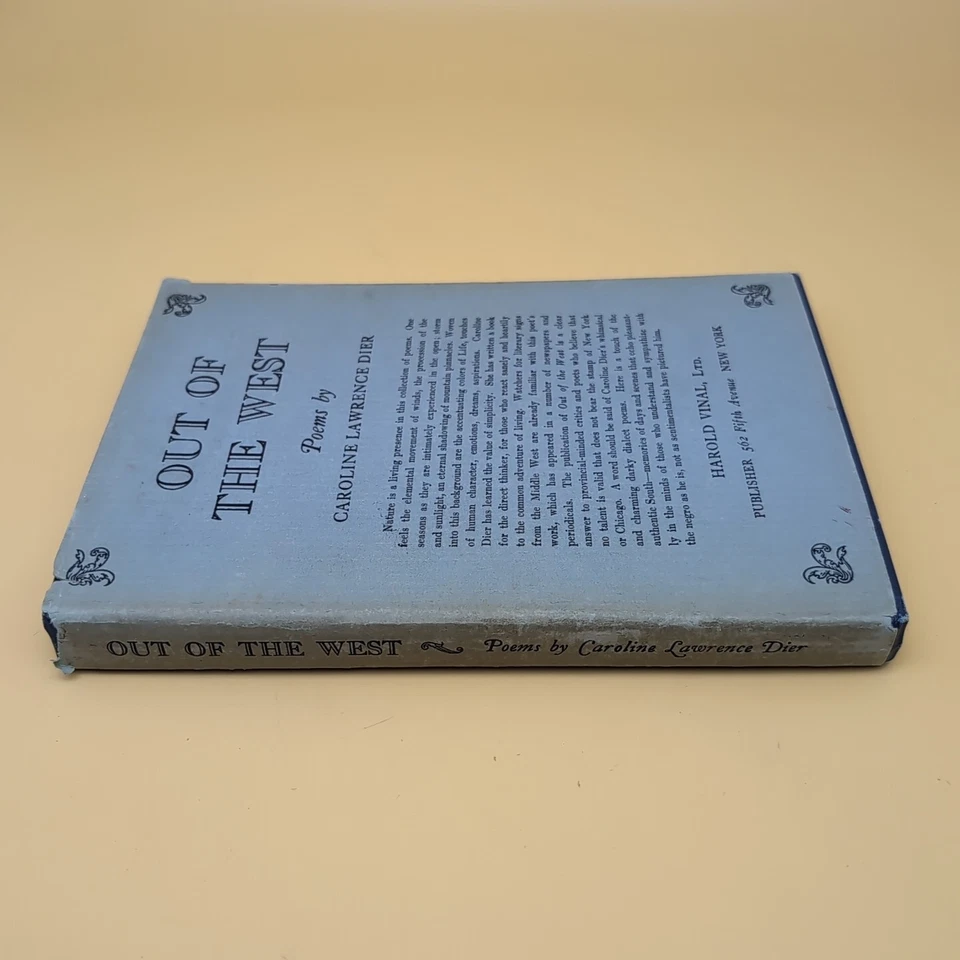 OUT OF
THE WEST
Poems by
CAROLINE LAWRENCE DIER
Nature is a living presence in this collection of poems. One
feels the elemental movement of winds, the procession of the
seasons as they are intimately experienced in the open; storm
and sunlight, an eternal shadowing of mountain pinnacles. Woven
into this background are the accentuating colors of Life, touches
of human character, emotions, dreams, aspirations. Caroline
Dier has learned the value of simplicity. She has written a book
for the direct thinker, for those who react sanely and heartily
to the common adventure of living. Watchers for literary signs
from the Middle West are already familiar with this poet's
work, which has appeared in a number of newspapers and
periodicals. The publication of Out of the West is a clear
answer to provincial-minded critics and poets who believe that
no talent is valid that does not bear the stamp of New York
or Chicago. A word should be said of Caroline Dier's whimsical
and charming darky dialect poems. Here is a touch of the
authentic South—memories of days and scenes that echo pleasant-
ly in the minds of those who understand and sympathise with
the negro as he is, not as sentimentalists have pictured him.
HAROLD VINAL, LTD.
PUBLISHER 562 Fifth Avenue NEW YORK
OUT OF THE WEST Poems by Caroline Lawrence Dier